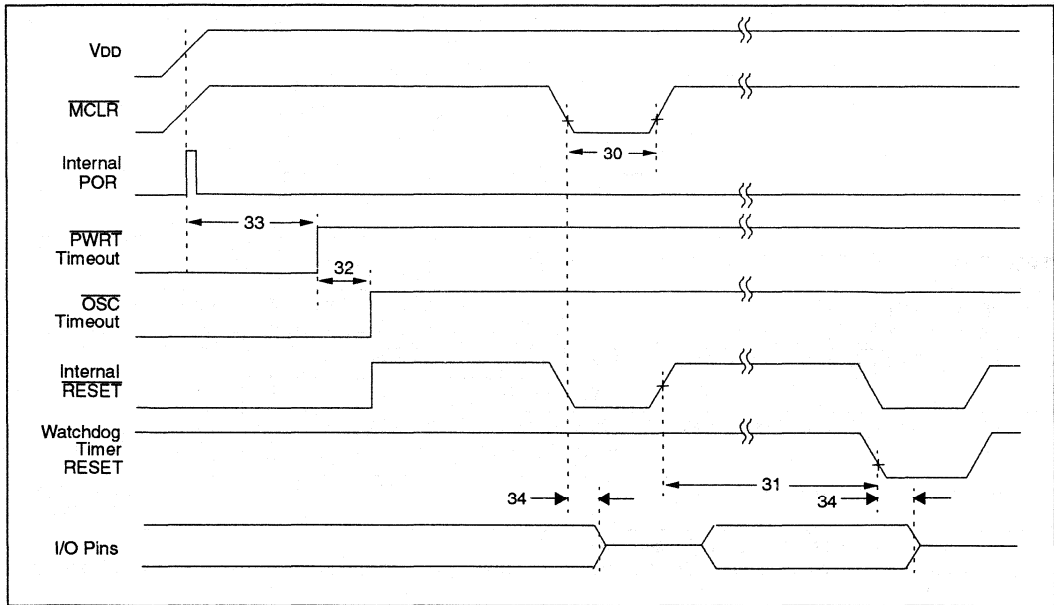 VDD
MCLR
30
Internal
POR
33
PWRT
Timeout
32
OSC
Timeout
Internal
RESET
Watchdog
Timer
RESET
31
34
34
I/O Pins